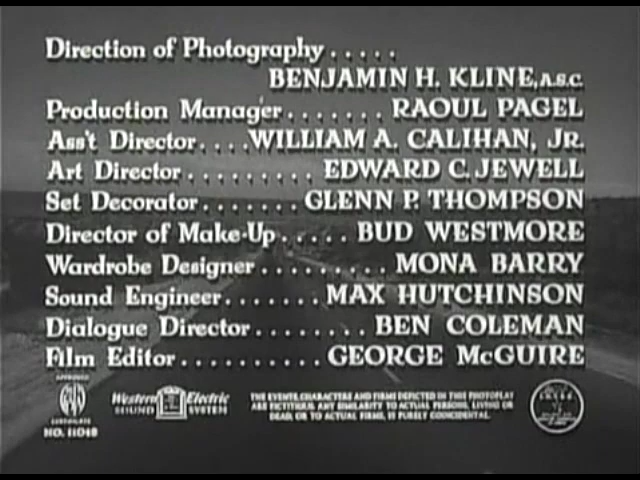 Direction of Photography . . . . .
BENJAMIN H. KLINE, A.S.C.
Production Manager . . . . . . . RAOUL PAGEL
Ass't Director . . . . WILLIAM A. CALIHAN, Jr.
Art Director . . . . . . . . . EDWARD C. JEWELL
Set Decorator . . . . . . . GLENN P. THOMPSON
Director of Make-Up . . . . . BUD WESTMORE
Wardrobe Designer . . . . . . . . . MONA BARRY
Sound Engineer . . . . . . . MAX HUTCHINSON
Dialogue Director . . . . . . . . BEN COLEMAN
Film Editor . . . . . . . . . . GEORGE McGUIRE
APPROVED
CERTIFICATE
NO. 11048
Western Electric
SOUND SYSTEM
THE EVENTS, CHARACTERS AND FIRMS DEPICTED IN THIS PHOTOPLAY
ARE FICTITIOUS. ANY SIMILARITY TO ACTUAL PERSONS, LIVING OR
DEAD, OR TO ACTUAL FIRMS, IS PURELY COINCIDENTAL.
I.A.T.S.E.